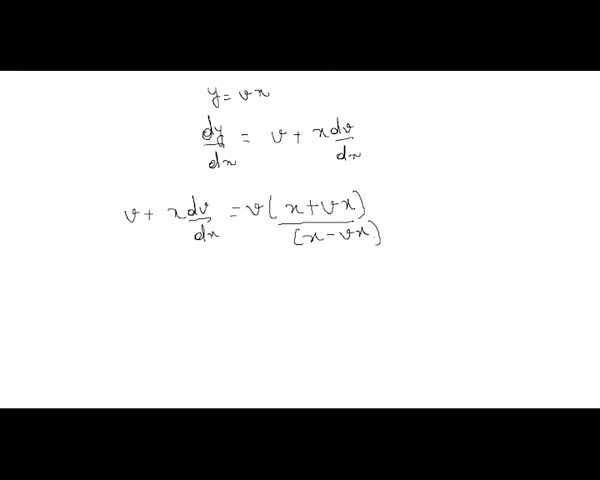 y = vx
dy/dx = v + x dv/dx
v + x dv/dx = v (x + vx)/(x - vx)